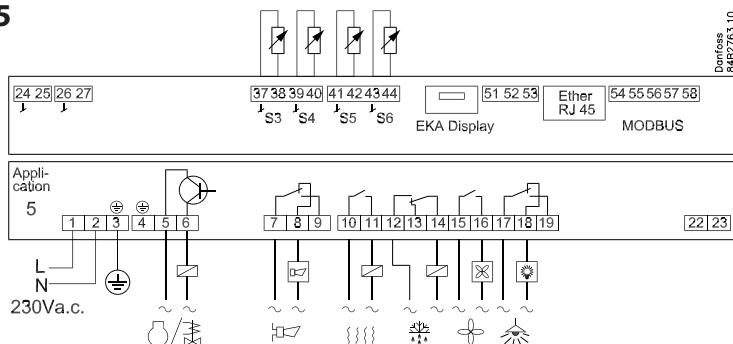 5
Danfoss
84B2763.10
24 25 26 27
37 38 39 40 41 42 43 44
51 52 53
Ether
RJ 45
54 55 56 57 58
S3 S4 S5 S6
EKA Display
MODBUS
Appli-
cation
5
1 2 3 4 5 6 7 8 9 10 11 12 13 14 15 16 17 18 19 22 23
L
N
230Va.c.